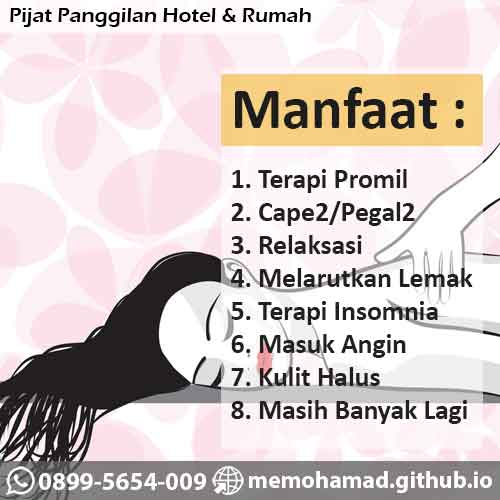 Pijat Panggilan Hotel & Rumah
Manfaat :
1. Terapi Promil
2. Cape2/Pegal2
3. Relaksasi
4. Melarutkan Lemak
5. Terapi Insomnia
6. Masuk Angin
7. Kulit Halus
8. Masih Banyak Lagi
0899-5654-009 memohamad.github.io